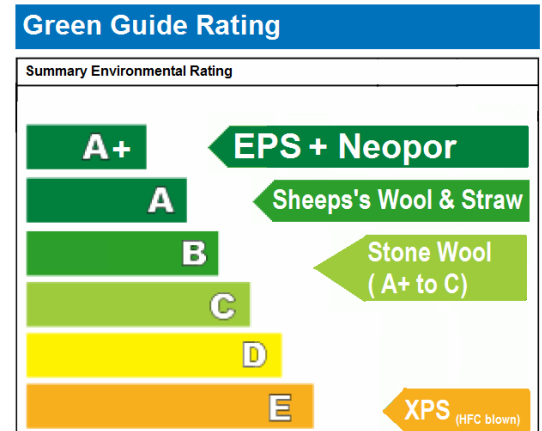 Green Guide Rating
Summary Environmental Rating
A+
EPS + Neopor
A
Sheeps's Wool & Straw
B
Stone Wool
( A+ to C)
C
D
E
XPS (HFC blown)